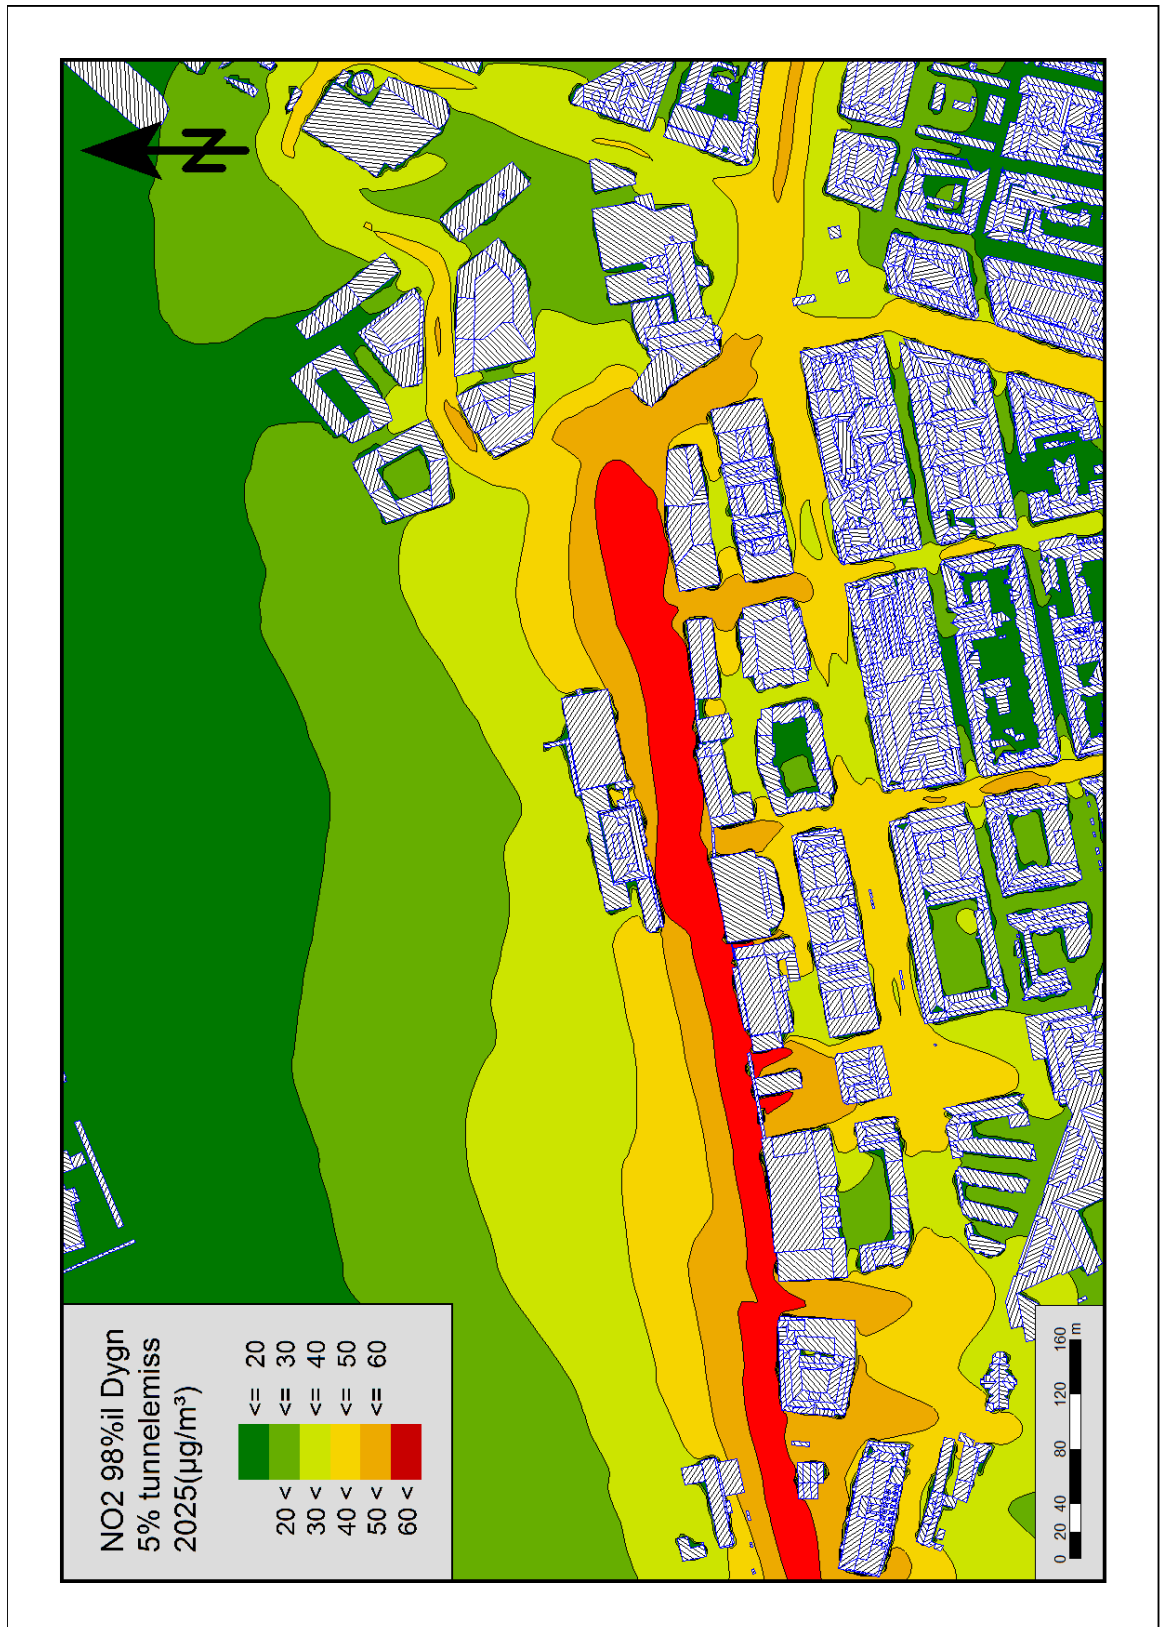 N
NO2 98%il Dygn
5% tunnelemiss
2025(µg/m³)
<= 20
20 < <= 30
30 < <= 40
40 < <= 50
50 < <= 60
60 <
0 20 40 80 120 160 m